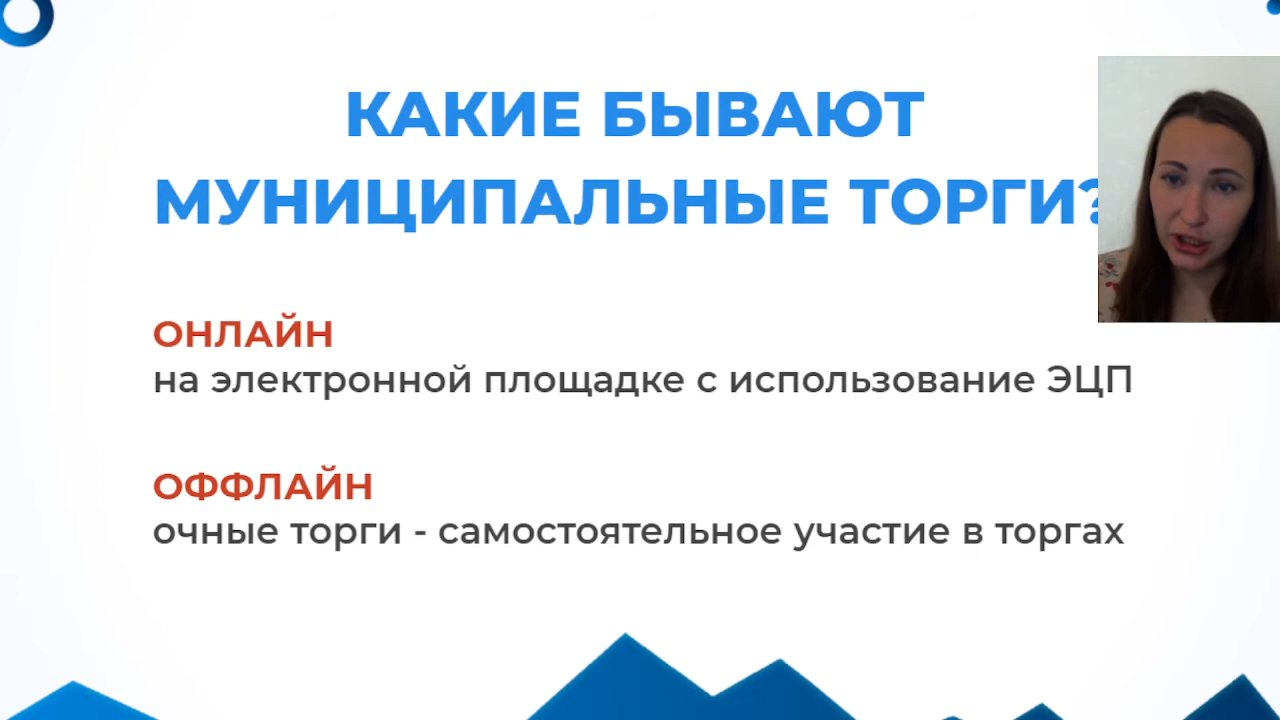 КАКИЕ БЫВАЮТ
МУНИЦИПАЛЬНЫЕ ТОРГИ?
ОНЛАЙН
на электронной площадке с использование ЭЦП
ОФФЛАЙН
очные торги - самостоятельное участие в торгах